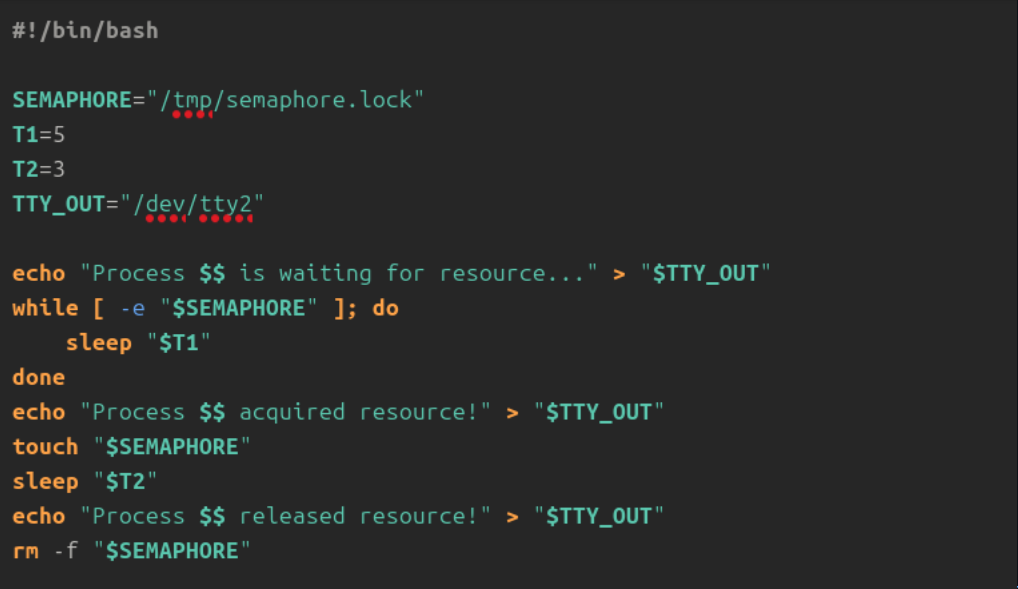 #!/bin/bash
SEMAPHORE="/tmp/semaphore.lock"
T1=5
T2=3
TTY_OUT="/dev/tty2"
echo "Process $$ is waiting for resource..." > "$TTY_OUT"
while [ -e "$SEMAPHORE" ]; do
    sleep "$T1"
done
echo "Process $$ acquired resource!" > "$TTY_OUT"
touch "$SEMAPHORE"
sleep "$T2"
echo "Process $$ released resource!" > "$TTY_OUT"
rm -f "$SEMAPHORE"